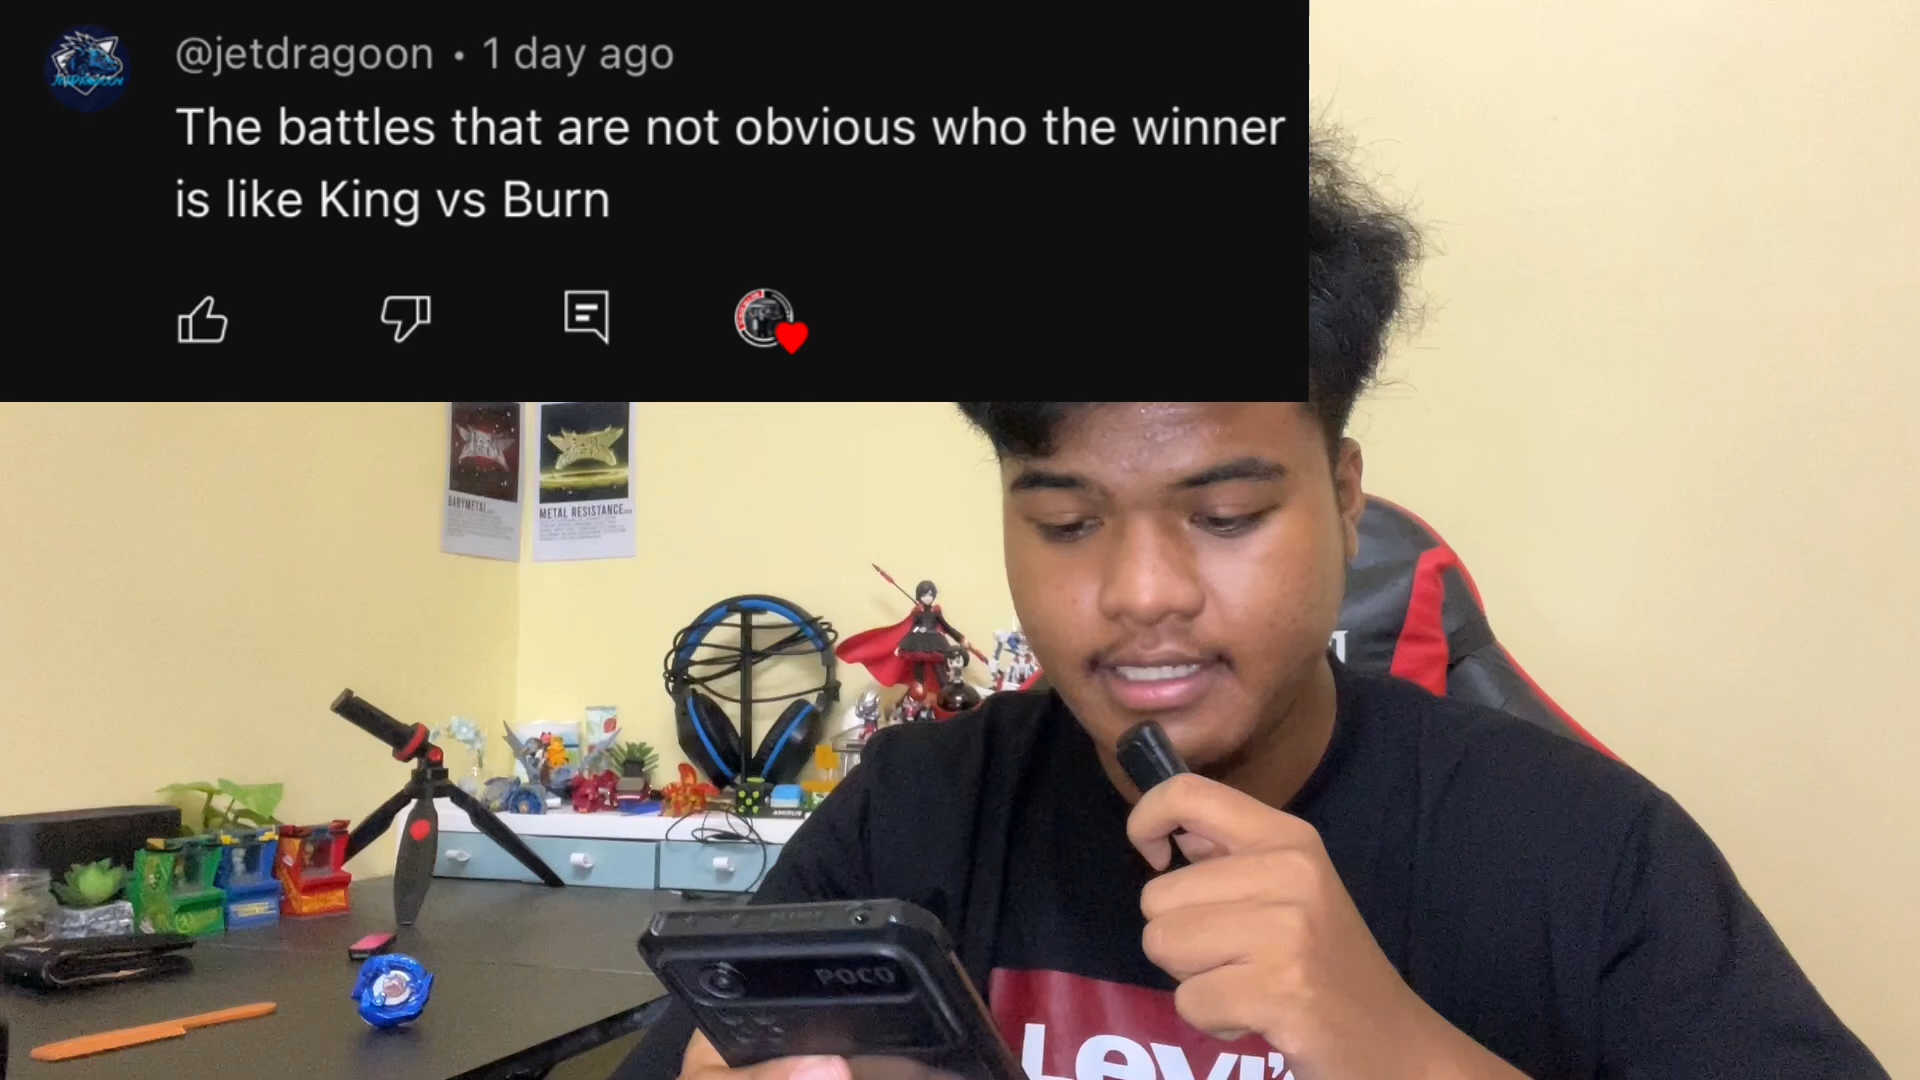 @jetdragoon • 1 day ago
The battles that are not obvious who the winner
is like King vs Burn
BABYMETAL
METAL RESISTANCE
POCO
Levi's